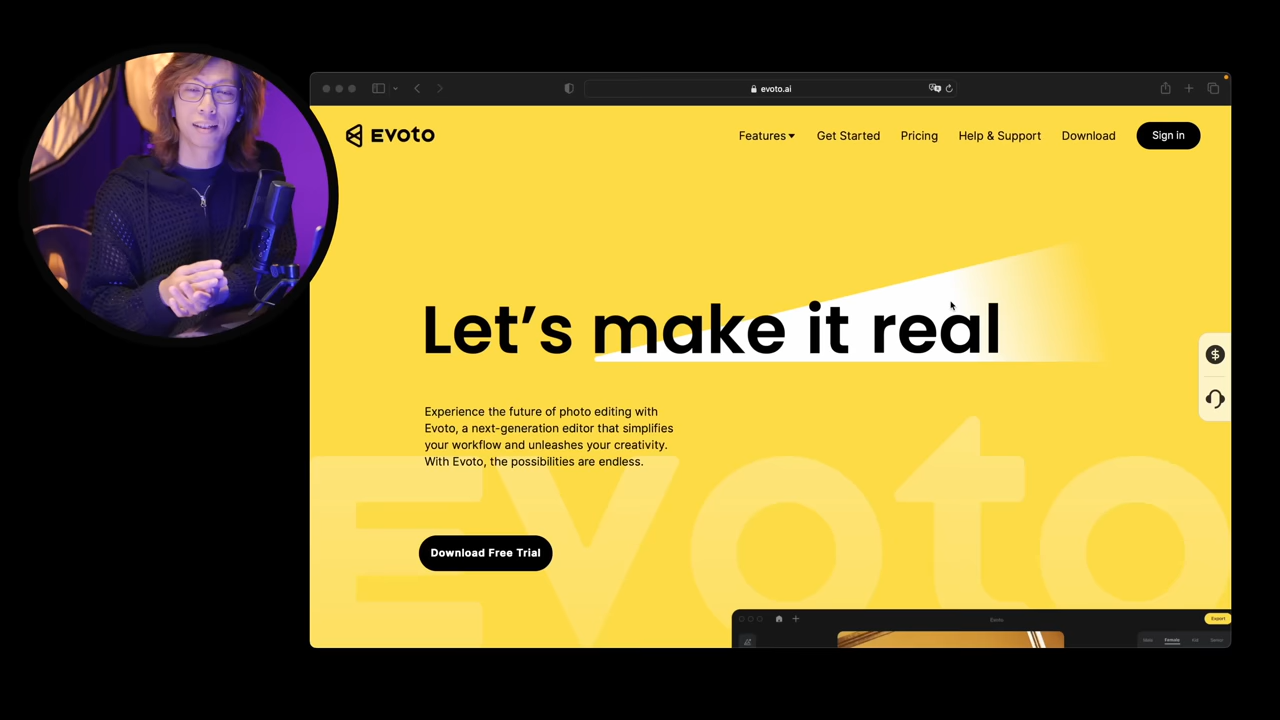 evoto.ai
EVOTO
Features
Get Started
Pricing
Help & Support
Download
Sign in
Let's make it real
Experience the future of photo editing with
Evoto, a next-generation editor that simplifies
your workflow and unleashes your creativity.
With Evoto, the possibilities are endless.
Evoto
Download Free Trial
Evoto
Export